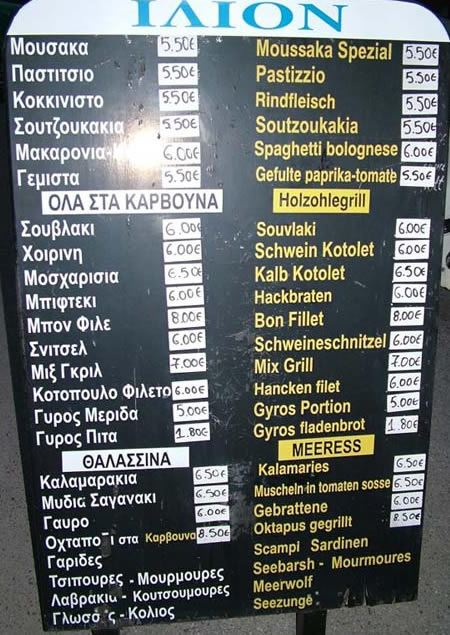 ΙΛΙΟΝ
Μουσακα 5.50€ Moussaka Spezial 5.50€
Παστιτσιο 5.50€ Pastizzio 5.50€
Κοκκινιστο 5.50€ Rindfleisch 5.50€
Σουτζουκακια 5.50€ Soutzoukakia 5.50€
Μακαρονια- 6.00€ Spaghetti bolognese 6.00€
Γεμιστα 5.50€ Gefulte paprika-tomate 5.50€
ΟΛΑ ΣΤΑ ΚΑΡΒΟΥΝΑ Holzohlegrill
Σουβλακι 6.00€ Souvlaki 6.00€
Χοιρινη 6.00€ Schwein Kotolet 6.00€
Μοσχαρισια 6.50€ Kalb Kotolet 6.50€
Μπιφτεκι 6.00€ Hackbraten 6.00€
Μπον Φιλε 8.00€ Bon Fillet 8.00€
Σνιτσελ 6.00€ Schweineschnitzel 6.00€
Μιξ Γκριλ 7.00€ Mix Grill 7.00€
Κοτοπουλο Φιλετο 6.00€ Hancken filet 6.00€
Γυρος Μεριδα 5.00€ Gyros Portion 5.00€
Γυρος Πιτα 1.80€ Gyros fladenbrot 1.80€
ΘΑΛΑΣΣΙΝΑ MEERESS
Καλαμαρακια 6.50€ Kalamaries 6.50€
Μυδια Σαγανακι 6.50€ Muscheln in tomaten sosse 6.50€
Γαυρο 6.00€ Gebrattene 6.00€
στα Καρβουνα 8.50€ Oktapus gegrillt 8.50€
Γαριδες Scampi Sardinen
Τσιπουρες - Μουρμουρες Seebarsh - Mourmoures
Λαβρακια - Κουτσουμουρες Meerwolf
Γλωσσες - Κολιος Seezunge